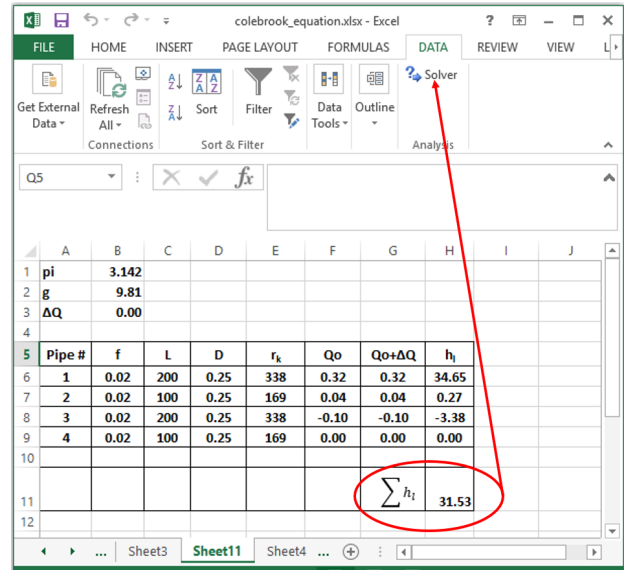 colebrook_equation.xlsx - Excel
FILE HOME INSERT PAGE LAYOUT FORMULAS DATA REVIEW VIEW L
Get External Data
Refresh All
Connections
Sort
Filter
Sort & Filter
Data Tools
Outline
Solver
Analysis
Q5 fx
A B C D E F G H I J
1 pi 3.142
2 g 9.81
3 ΔQ 0.00
4
5 Pipe # f L D rk Qo Qo+ΔQ hl
6 1 0.02 200 0.25 338 0.32 0.32 34.65
7 2 0.02 100 0.25 169 0.04 0.04 0.27
8 3 0.02 200 0.25 338 -0.10 -0.10 -3.38
9 4 0.02 100 0.25 169 0.00 0.00 0.00
10
11 ∑ hl 31.53
12
... Sheet3 Sheet11 Sheet4 ...